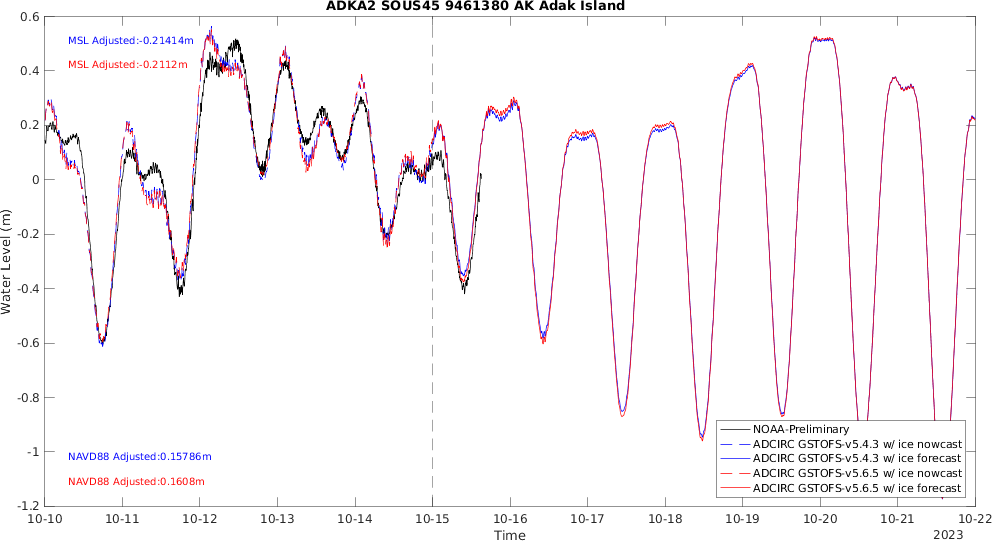 ADKA2 SOUS45 9461380 AK Adak Island
MSL Adjusted:-0.21414m
MSL Adjusted:-0.2112m
0.6
0.4
0.2
0
-0.2
-0.4
-0.6
-0.8
-1
-1.2
Water Level (m)
NAVD88 Adjusted:0.15786m
NAVD88 Adjusted:0.1608m
NOAA-Preliminary
ADCIRC GSTOFS-v5.4.3 w/ ice nowcast
ADCIRC GSTOFS-v5.4.3 w/ ice forecast
ADCIRC GSTOFS-v5.6.5 w/ ice nowcast
ADCIRC GSTOFS-v5.6.5 w/ ice forecast
10-10 10-11 10-12 10-13 10-14 10-15 10-16 10-17 10-18 10-19 10-20 10-21 10-22
Time
2023